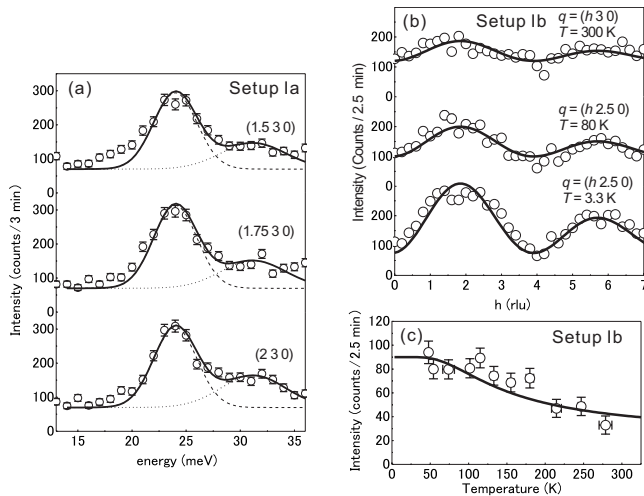 (a) Setup Ia
(1.5 3 0)
300
200
100
0
(1.75 3 0)
300
200
100
0
(2 3 0)
300
200
100
0
15 20 25 30 35
energy (meV)
Intensity (counts / 3 min)
(b) Setup Ib
q = (h 3 0)
T = 300 K
200
100
0
q = (h 2.5 0)
T = 80 K
200
100
0
q = (h 2.5 0)
T = 3.3 K
200
100
0
0 1 2 3 4 5 6 7
h (rlu)
Intensity (Counts / 2.5 min)
(c) Setup Ib
120
100
80
60
40
20
0
0 50 100 150 200 250 300
Temperature (K)
Intensity (counts / 2.5 min)